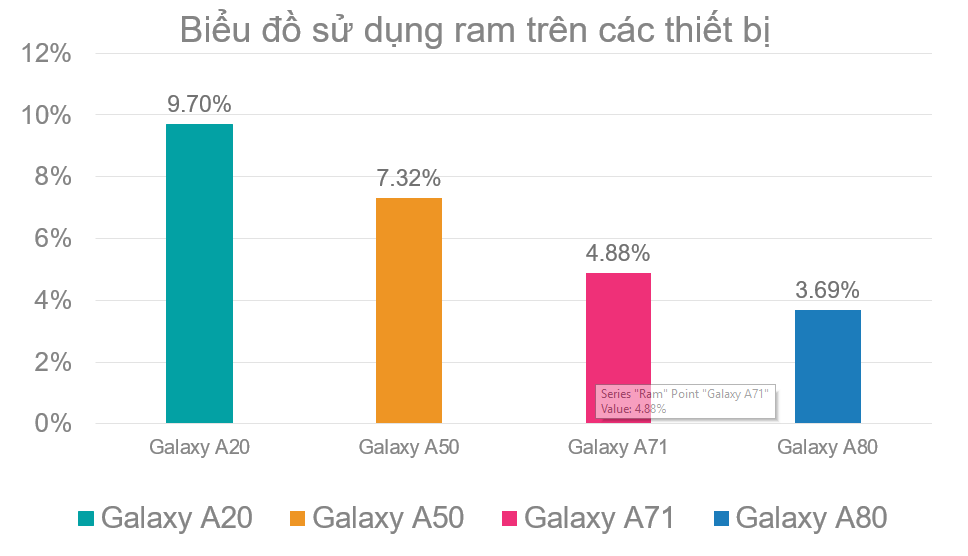 Biểu đồ sử dụng ram trên các thiết bị
12%
10%
8%
6%
4%
2%
0%
9.70%
7.32%
4.88%
3.69%
Series "Ram" Point "Galaxy A71"
Value: 4.88%
Galaxy A20
Galaxy A50
Galaxy A71
Galaxy A80
Galaxy A20
Galaxy A50
Galaxy A71
Galaxy A80